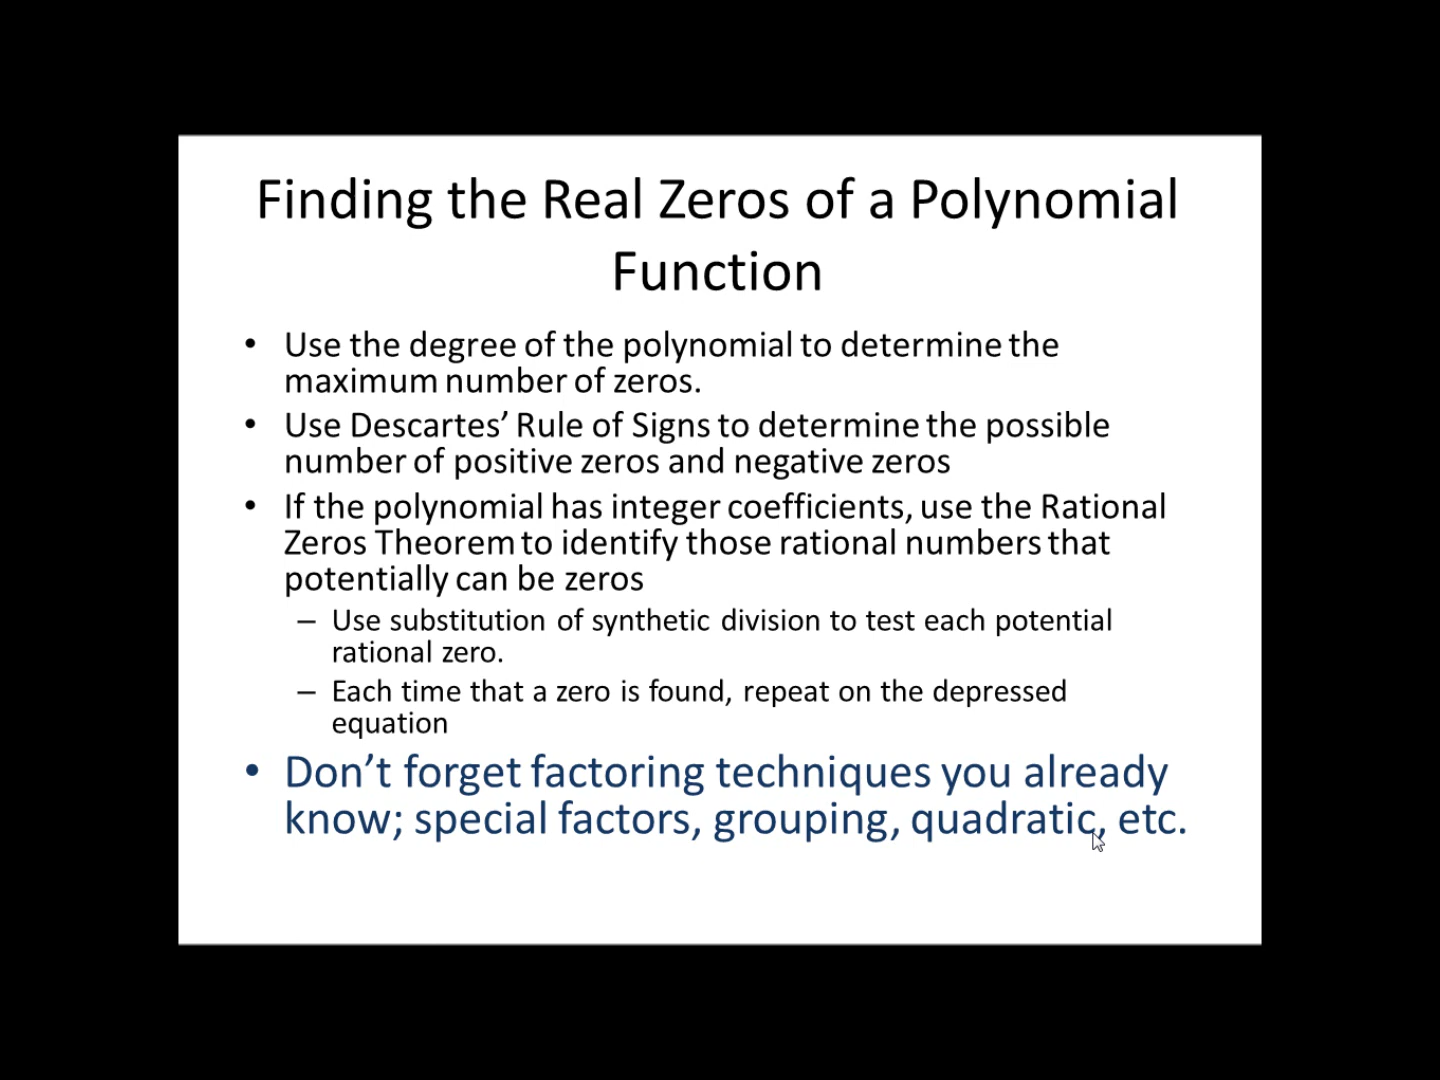 Finding the Real Zeros of a Polynomial
Function
• Use the degree of the polynomial to determine the
maximum number of zeros.
• Use Descartes’ Rule of Signs to determine the possible
number of positive zeros and negative zeros
• If the polynomial has integer coefficients, use the Rational
Zeros Theorem to identify those rational numbers that
potentially can be zeros
– Use substitution of synthetic division to test each potential
rational zero.
– Each time that a zero is found, repeat on the depressed
equation
• Don’t forget factoring techniques you already
know; special factors, grouping, quadratic, etc.